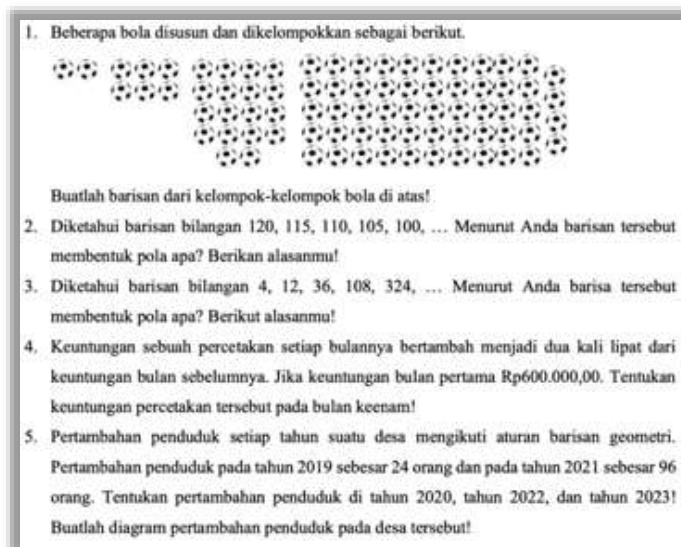 1. Beberapa bola disusun dan dikelompokkan sebagai berikut.
Buatlah barisan dari kelompok-kelompok bola di atas!
2. Diketahui barisan bilangan 120, 115, 110, 105, 100, … Menurut Anda barisan tersebut
membentuk pola apa? Berikan alasanmu!
3. Diketahui barisan bilangan 4, 12, 36, 108, 324, … Menurut Anda barisa tersebut
membentuk pola apa? Berikut alasanmu!
4. Keuntungan sebuah percetakan setiap bulannya bertambah menjadi dua kali lipat dari
keuntungan bulan sebelumnya. Jika keuntungan bulan pertama Rp600.000,00. Tentukan
keuntungan percetakan tersebut pada bulan keenam!
5. Pertambahan penduduk setiap tahun suatu desa mengikuti aturan barisan geometri.
Pertambahan penduduk pada tahun 2019 sebesar 24 orang dan pada tahun 2021 sebesar 96
orang. Tentukan pertambahan penduduk di tahun 2020, tahun 2022, dan tahun 2023!
Buatlah diagram pertambahan penduduk pada desa tersebut!